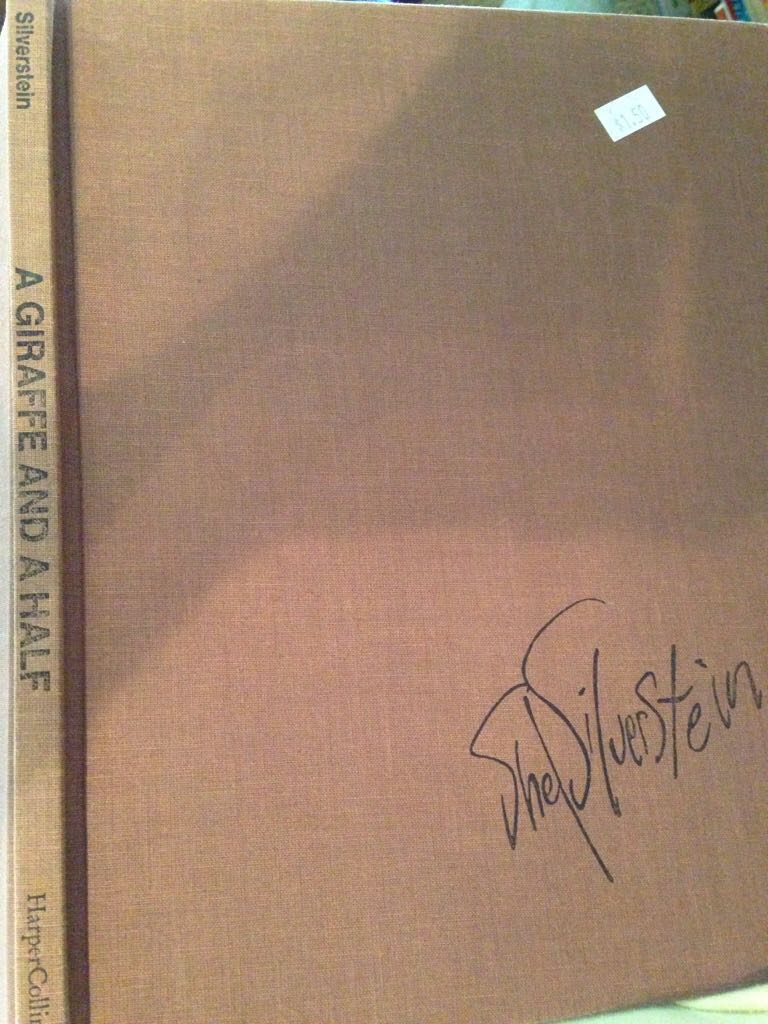 Silverstein
A GIRAFFE AND A HALF
HarperCollin
$1.50
Shel Silverstein